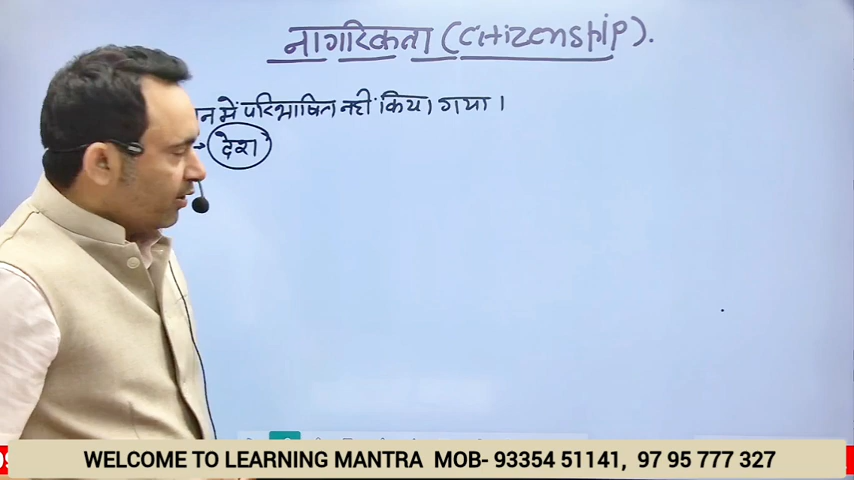 नागरिकता (Citizenship).
में परिभाषित नहीं किया गया।
→ देश
WELCOME TO LEARNING MANTRA MOB- 93354 51141, 97 95 777 327